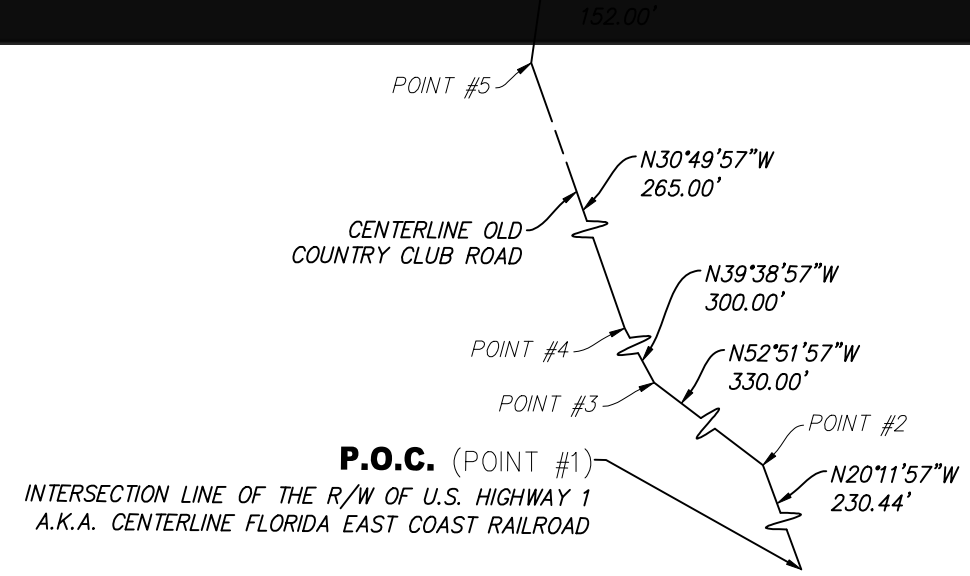 152.00'
POINT #5
N30°49'57"W
265.00'
CENTERLINE OLD
COUNTRY CLUB ROAD
N39°38'57"W
300.00'
POINT #4
N52°51'57"W
330.00'
POINT #3
POINT #2
P.O.C. (POINT #1)
INTERSECTION LINE OF THE R/W OF U.S. HIGHWAY 1
A.K.A. CENTERLINE FLORIDA EAST COAST RAILROAD
N20°11'57"W
230.44'